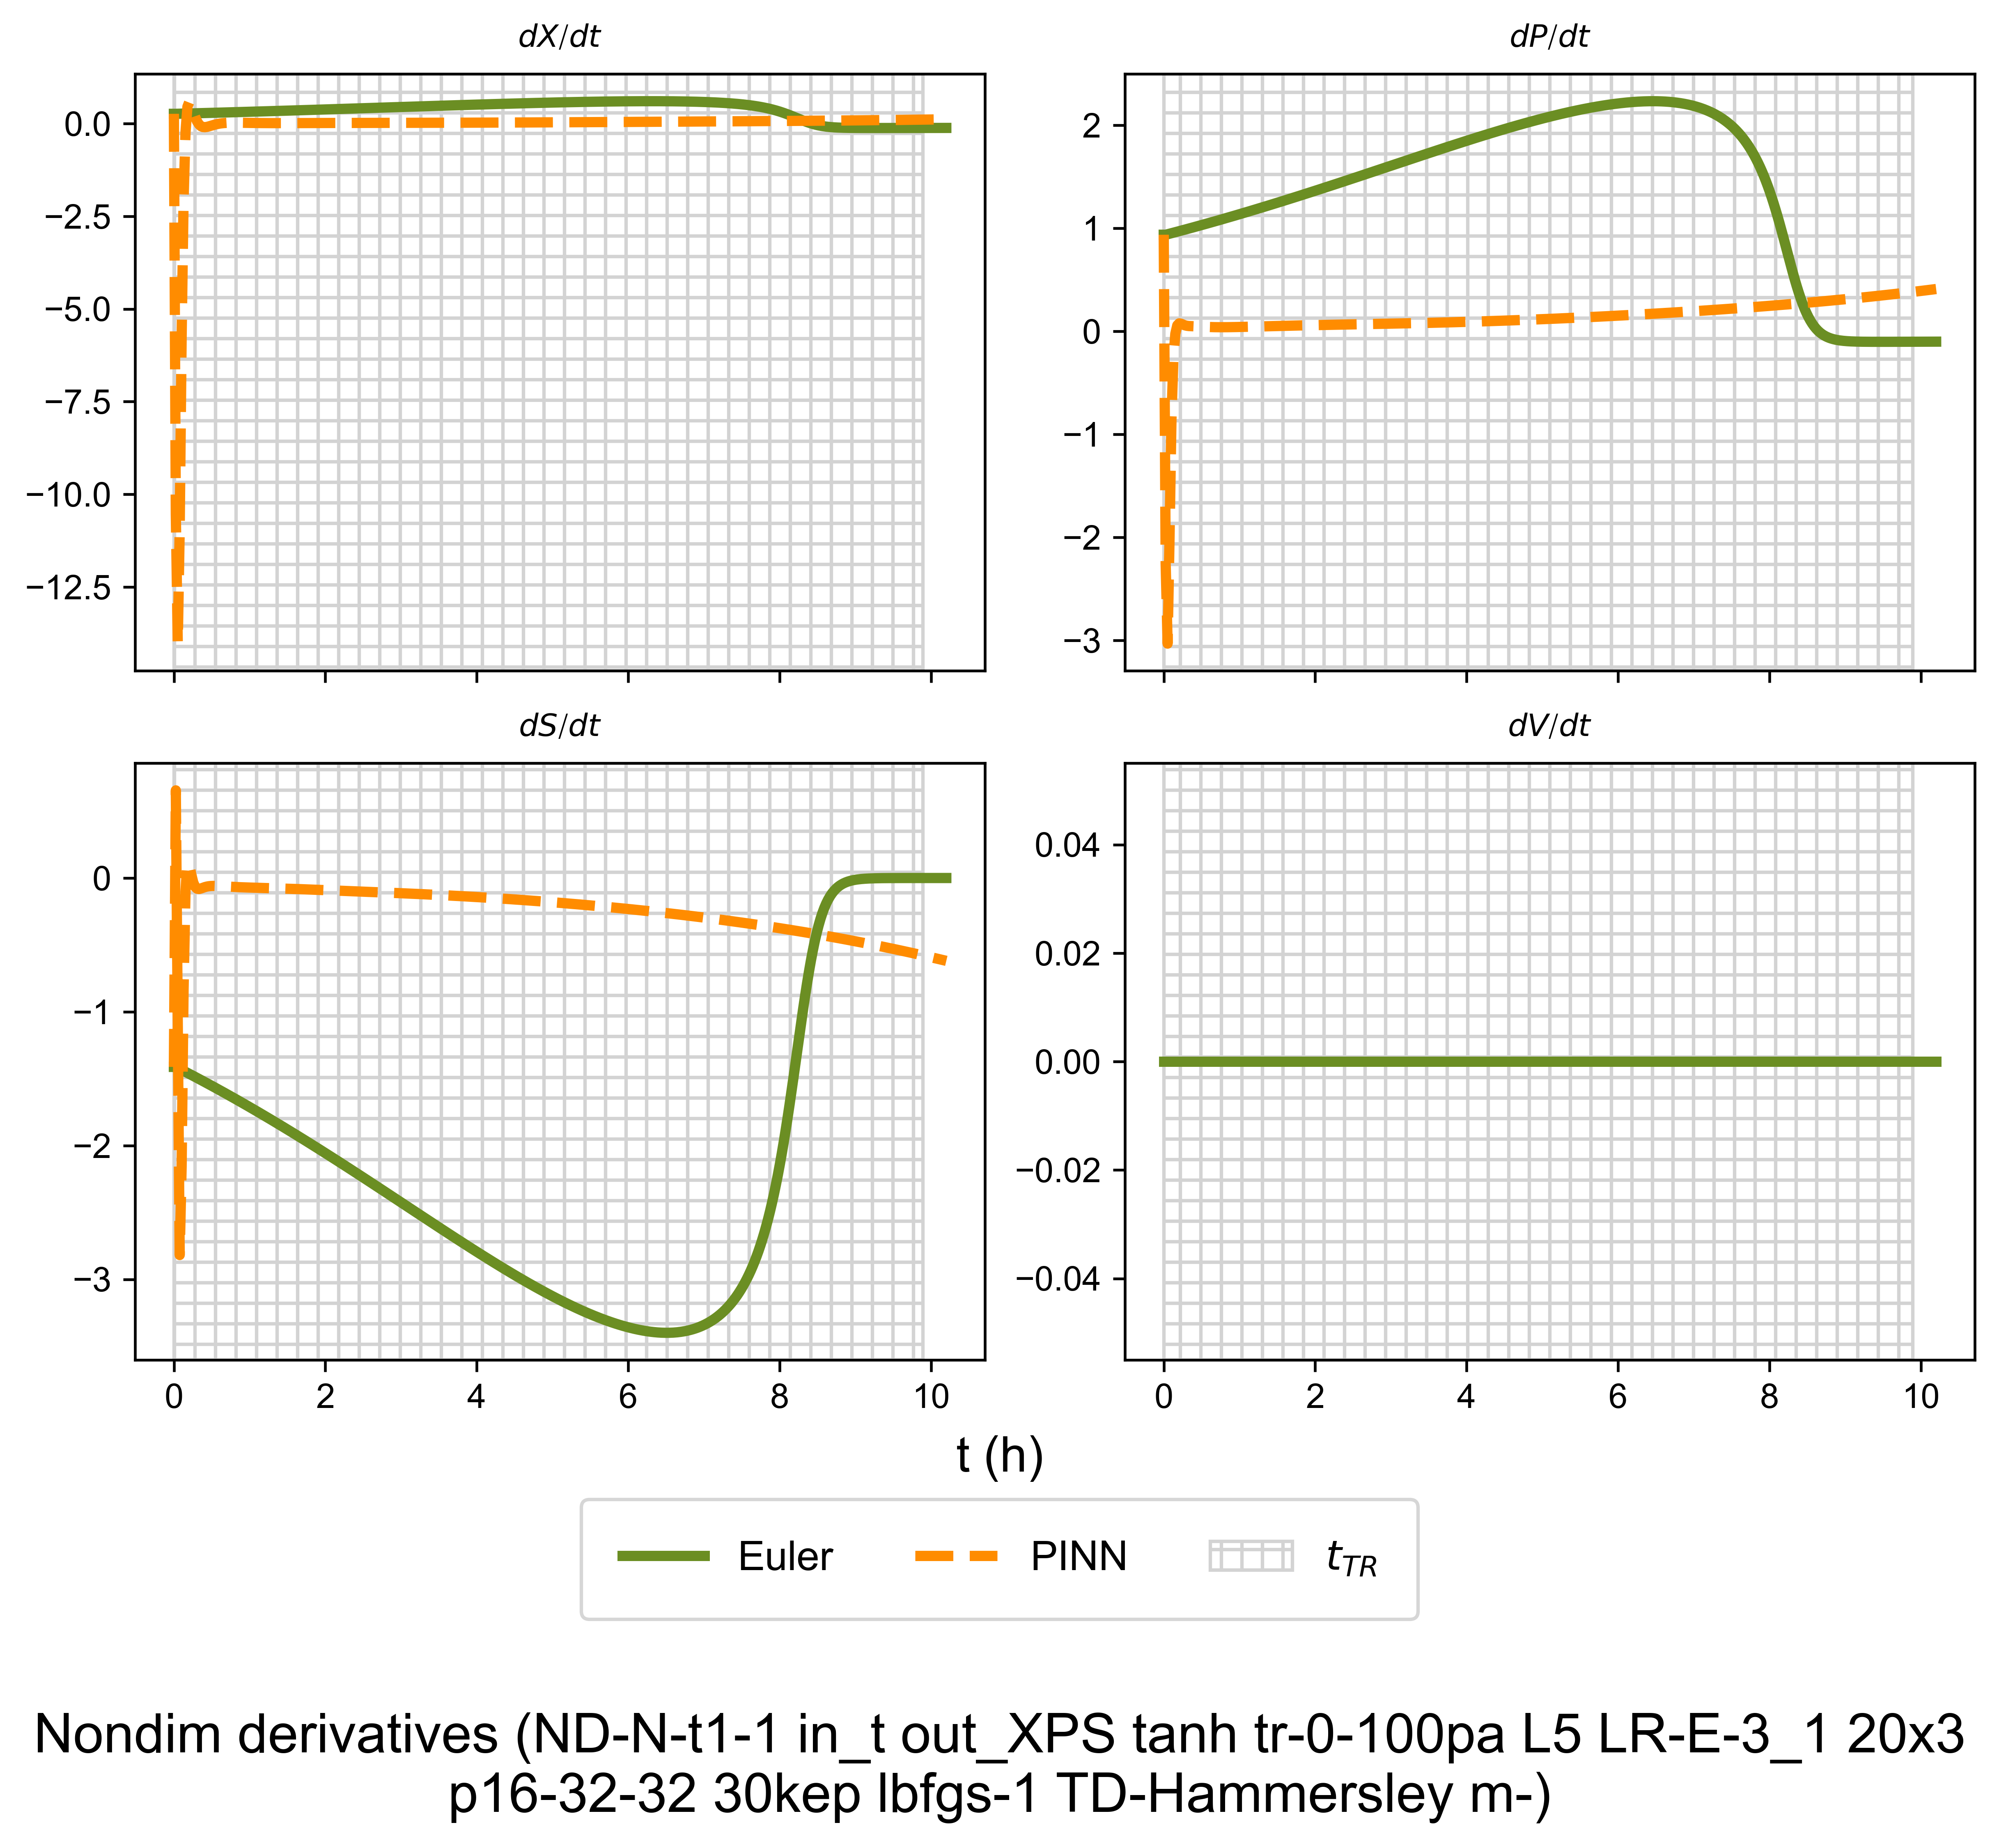 dX/dt
dP/dt
0.0
−2.5
−5.0
−7.5
−10.0
−12.5
2
1
0
−1
−2
−3
dS/dt
dV/dt
0
−1
−2
−3
0.04
0.02
0.00
−0.02
−0.04
0 2 4 6 8 10
0 2 4 6 8 10
t (h)
Euler PINN t_TR
Nondim derivatives (ND-N-t1-1 in_t out_XPS tanh tr-0-100pa L5 LR-E-3_1 20x3
p16-32-32 30kep lbfgs-1 TD-Hammersley m-)